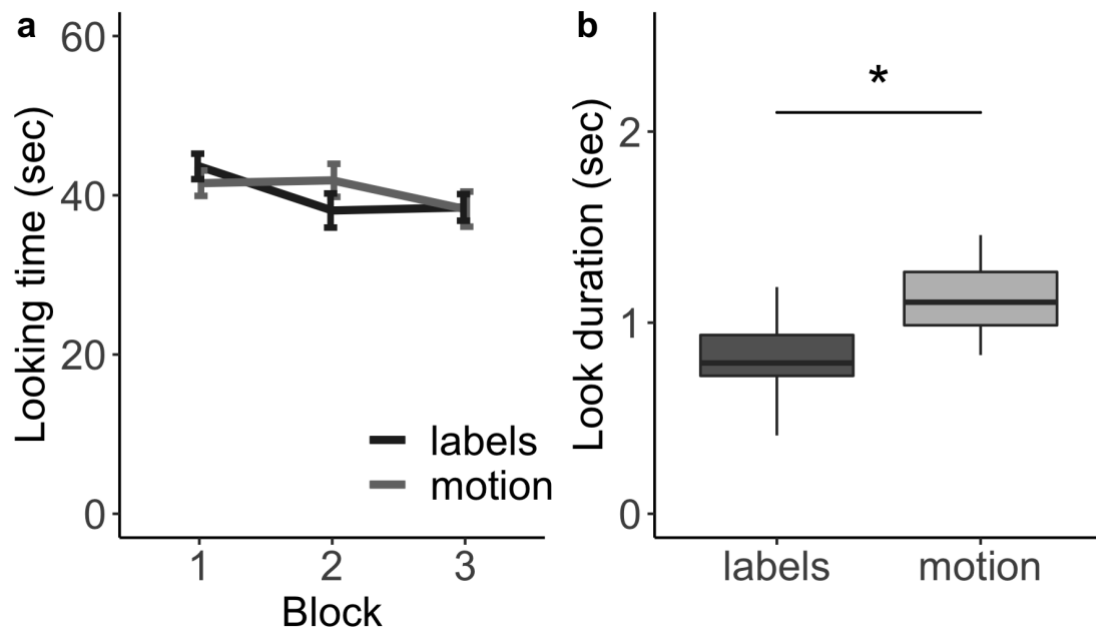 a
Looking time (sec)
60
40
20
0
labels
motion
1 2 3
Block
b
*
Look duration (sec)
2
1
0
labels motion